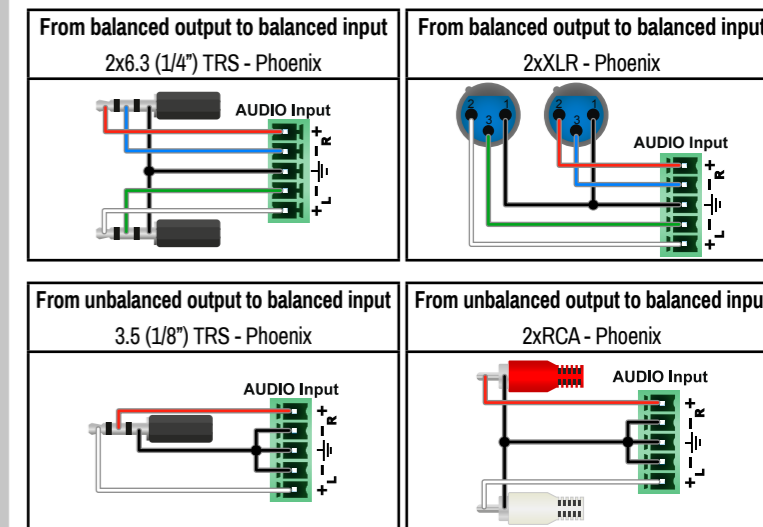 From balanced output to balanced input
2x6.3 (1/4”) TRS - Phoenix
AUDIO Input
+
R
-
-
L
+
From balanced output to balanced input
2xXLR - Phoenix
2
1
3
2
1
3
AUDIO Input
+
R
-
-
L
+
From unbalanced output to balanced input
3.5 (1/8”) TRS - Phoenix
AUDIO Input
+
R
-
-
L
+
From unbalanced output to balanced inpu
2xRCA - Phoenix
AUDIO Input
+
R
-
-
L
+